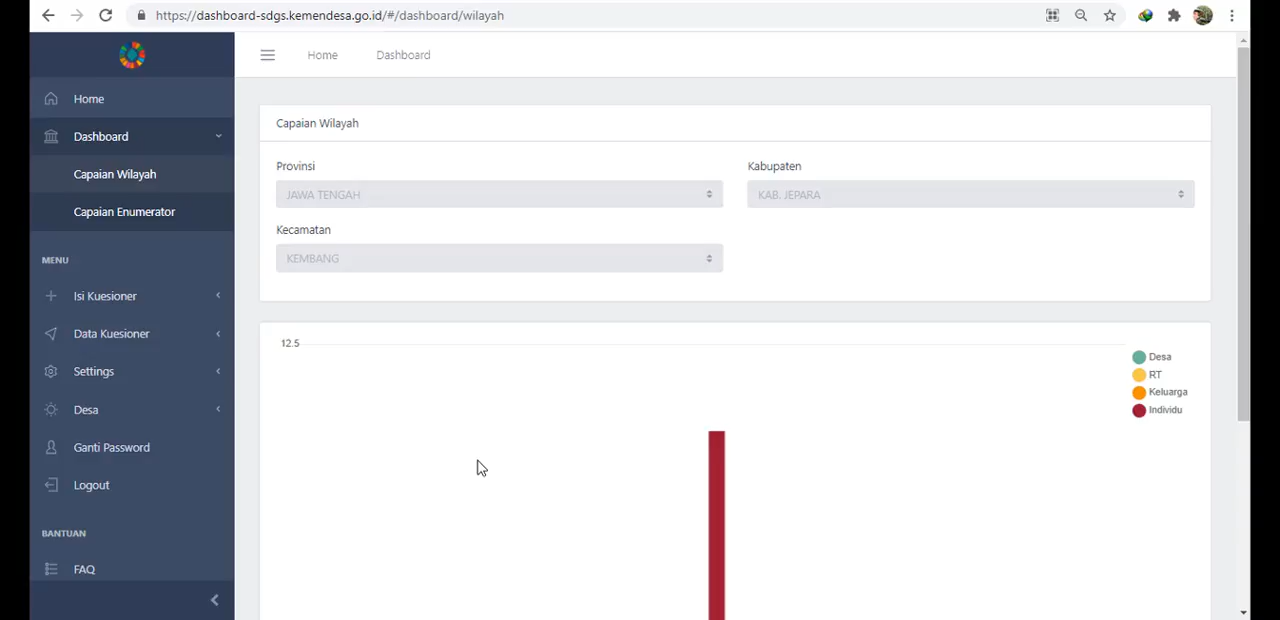 https://dashboard-sdgs.kemendesa.go.id/#/dashboard/wilayah
Home Dashboard
Home
Dashboard
Capaian Wilayah
Capaian Enumerator
MENU
Isi Kuesioner
Data Kuesioner
Settings
Desa
Ganti Password
Logout
BANTUAN
FAQ
Capaian Wilayah
Provinsi Kabupaten
JAWA TENGAH KAB. JEPARA
Kecamatan
KEMBANG
12.5
Desa
RT
Keluarga
Individu